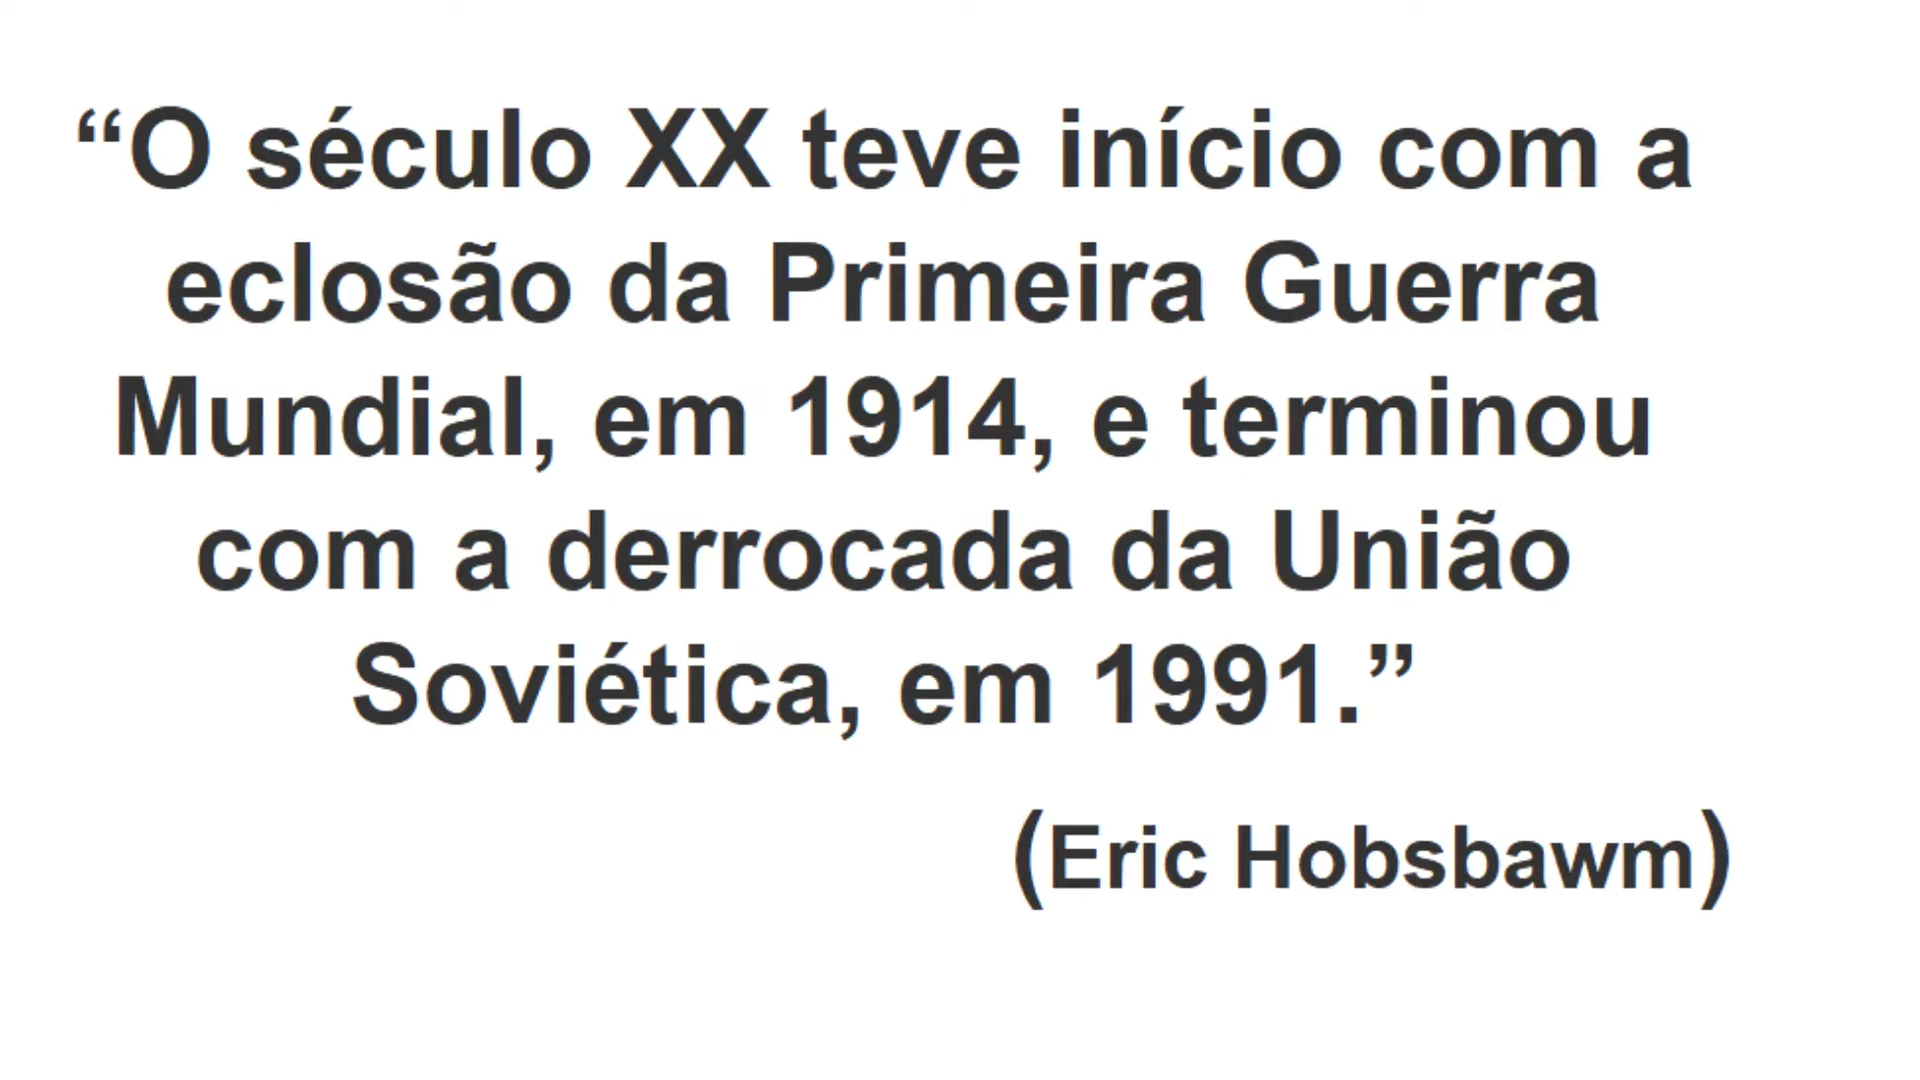 “O século XX teve início com a
eclosão da Primeira Guerra
Mundial, em 1914, e terminou
com a derrocada da União
Soviética, em 1991.”
(Eric Hobsbawm)